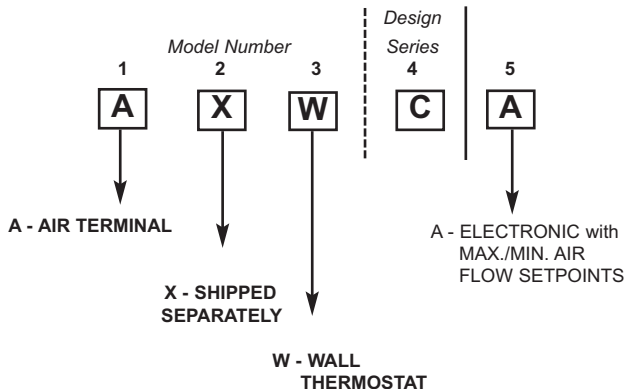 Design
Model Number Series
1 2 3 4 5
A X W C A
A - AIR TERMINAL
A - ELECTRONIC with
MAX./MIN. AIR
FLOW SETPOINTS
X - SHIPPED
SEPARATELY
W - WALL
THERMOSTAT